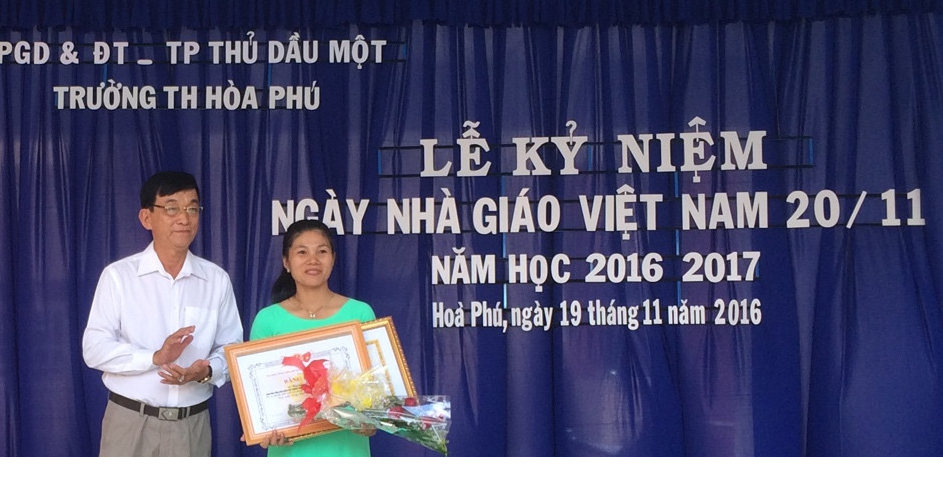 PGD & ĐT - TP THỦ DẦU MỘT
TRƯỜNG TH HÒA PHÚ
LỄ KỶ NIỆM
NGÀY NHÀ GIÁO VIỆT NAM 20/11
NĂM HỌC 2016 2017
Hoà Phú, ngày 19 tháng 11 năm 2016
BẰNG